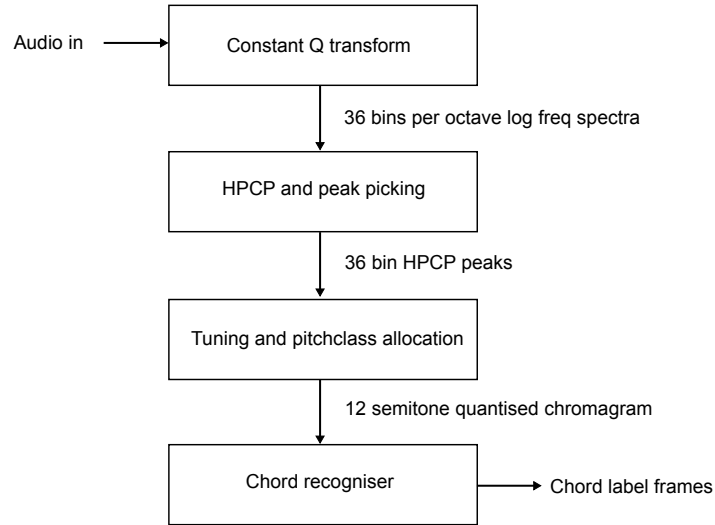 Audio in
Constant Q transform
36 bins per octave log freq spectra
HPCP and peak picking
36 bin HPCP peaks
Tuning and pitchclass allocation
12 semitone quantised chromagram
Chord recogniser
Chord label frames